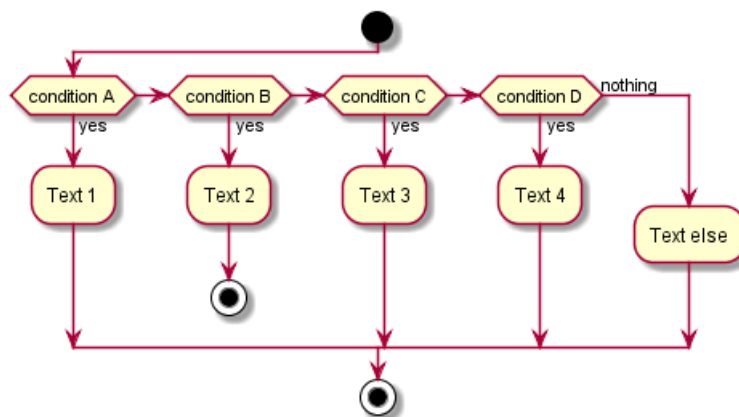 condition A
condition B
condition C
condition D
nothing
yes
yes
yes
yes
Text 1
Text 2
Text 3
Text 4
Text else